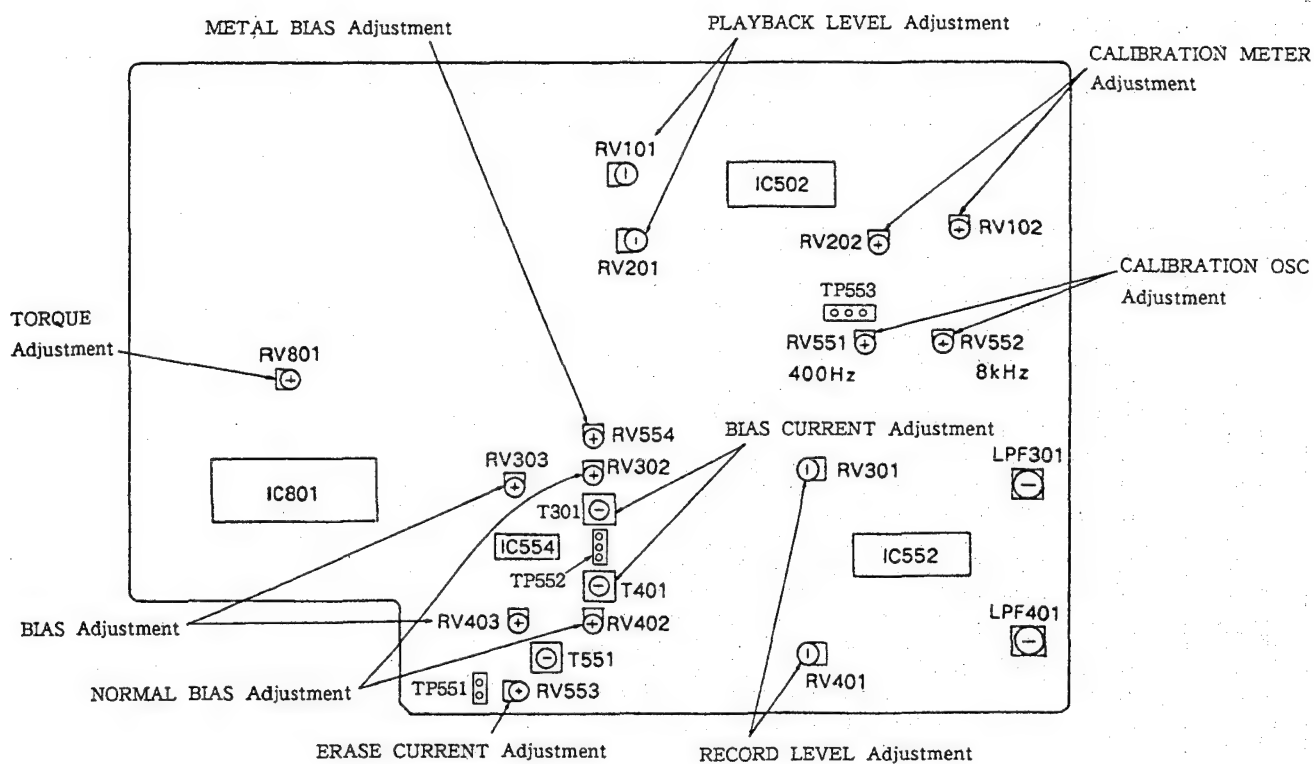 METAL BIAS Adjustment
PLAYBACK LEVEL Adjustment
CALIBRATION METER
Adjustment
RV101
IC502
RV202
RV102
RV201
CALIBRATION OSC
Adjustment
TP553
TORQUE
Adjustment
RV801
RV551
RV552
400Hz
8kHz
RV554
BIAS CURRENT Adjustment
RV303
RV302
RV301
LPF301
IC801
T301
IC554
IC552
TP552
T401
BIAS Adjustment
RV403
RV402
LPF401
T551
NORMAL BIAS Adjustment
TP551
RV553
RV401
ERASE CURRENT Adjustment
RECORD LEVEL Adjustment